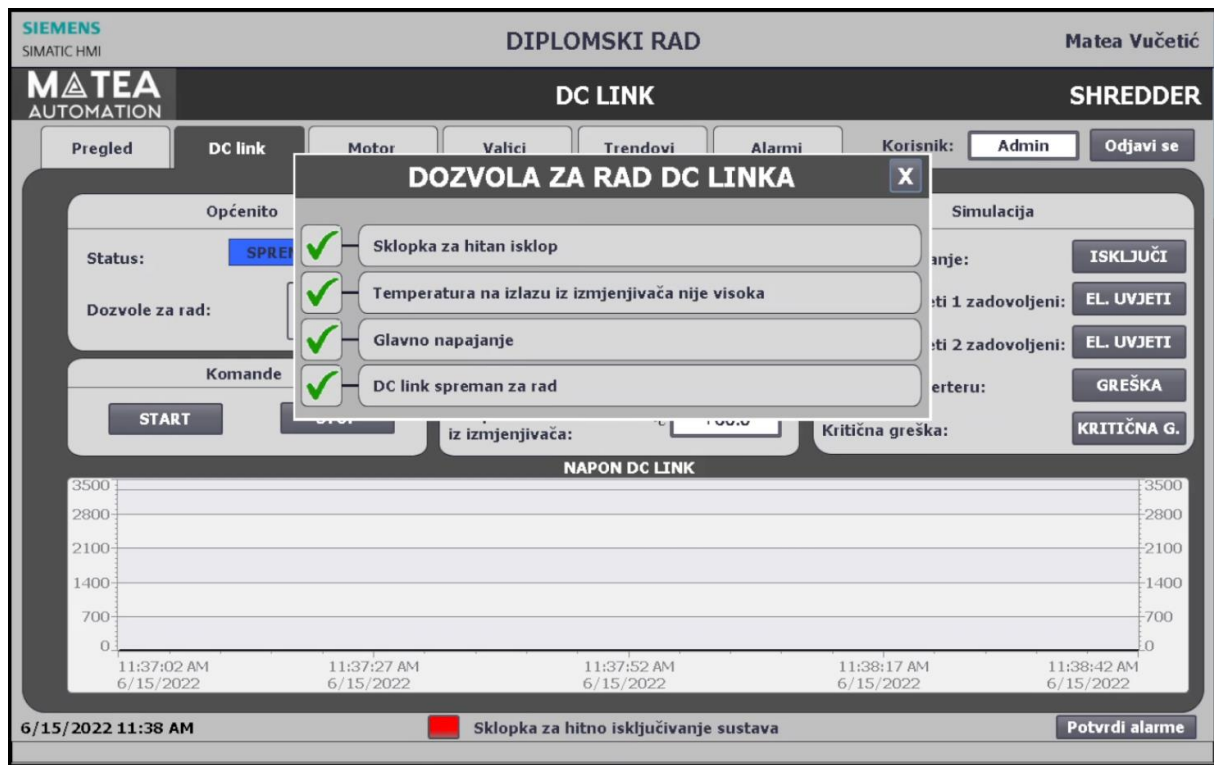 SIEMENS
SIMATIC HMI
DIPLOMSKI RAD
Matea Vučetić
MATEA
AUTOMATION
DC LINK
SHREDDER
Pregled
DC link
Motor
Valjci
Trendovi
Alarmi
Korisnik:
Admin
Odjavi se
DOZVOLA ZA RAD DC LINKA
X
Sklopka za hitan isklop
Temperatura na izlazu iz izmjenjivača nije visoka
Glavno napajanje
DC link spreman za rad
Općenito
Status:
Dozvole za rad:
Komande
START
iz izmjenjivača:
Simulacija
ISKLJUČI
zadovoljeni:
EL. UVJETI
zadovoljeni:
EL. UVJETI
GREŠKA
Kritična greška:
KRITIČNA G.
NAPON DC LINK
3500 3500
2800 2800
2100 2100
1400 1400
700 700
0 0
11:37:02 AM 11:37:27 AM 11:37:52 AM 11:38:17 AM 11:38:42 AM
6/15/2022 6/15/2022 6/15/2022 6/15/2022 6/15/2022
6/15/2022 11:38 AM
Sklopka za hitno isključivanje sustava
Potvrdi alarme